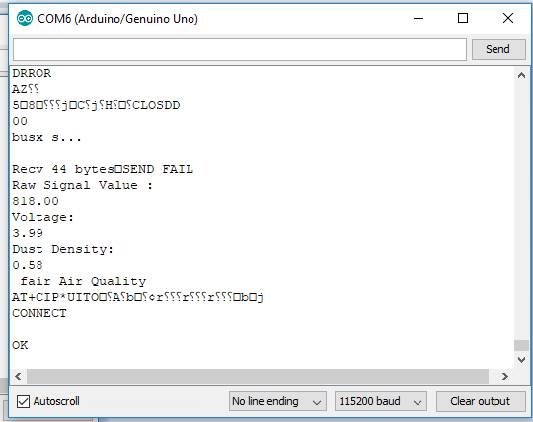 COM6 (Arduino/Genuino Uno)
Send
DRROR
AZ⸮⸮
5□8□⸮⸮⸮j□C⸮j⸮H⸮□⸮CLOSDD
00
busx s...
Recv 44 bytes□SEND FAIL
Raw Signal Value :
818.00
Voltage:
3.99
Dust Density:
0.58
fair Air Quality
AT+CIP*UITO□⸮A⸮b□⸮¢r⸮⸮⸮r⸮⸮⸮r⸮⸮⸮□b□j
CONNECT
OK
Autoscroll
No line ending
115200 baud
Clear output